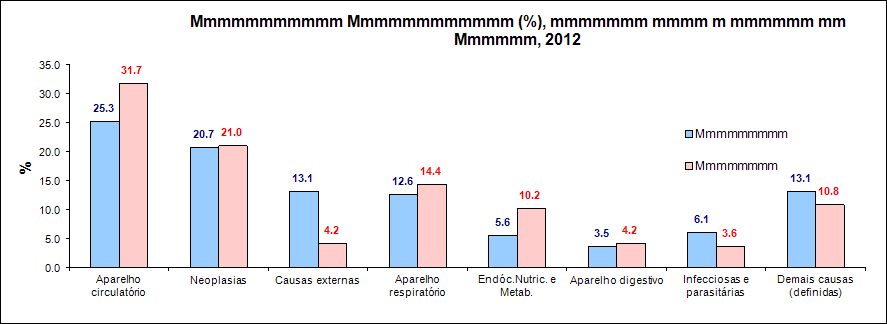 Mmmmmmmmmmm Mmmmmmmmmmmm (%), mmmmmmm mmmm m mmmmmmm mm
Mmmmmm, 2012
35.0
30.0
25.0
20.0
15.0
10.0
5.0
0.0
%
25.3
31.7
20.7
21.0
13.1
4.2
12.6
14.4
5.6
10.2
3.5
4.2
6.1
3.6
13.1
10.8
Mmmmmmmmm
Mmmmmmmm
Aparelho
circulatório
Neoplasias
Causas externas
Aparelho
respiratório
Endóc.Nutric. e
Metab.
Aparelho digestivo
Infecciosas e
parasitárias
Demais causas
(definidas)